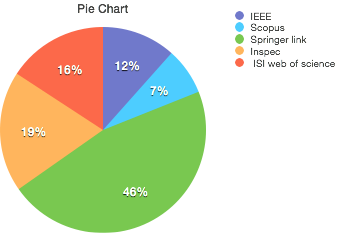 Pie Chart
IEEE
Scopus
Springer link
Inspec
ISI web of science
12%
7%
46%
19%
16%